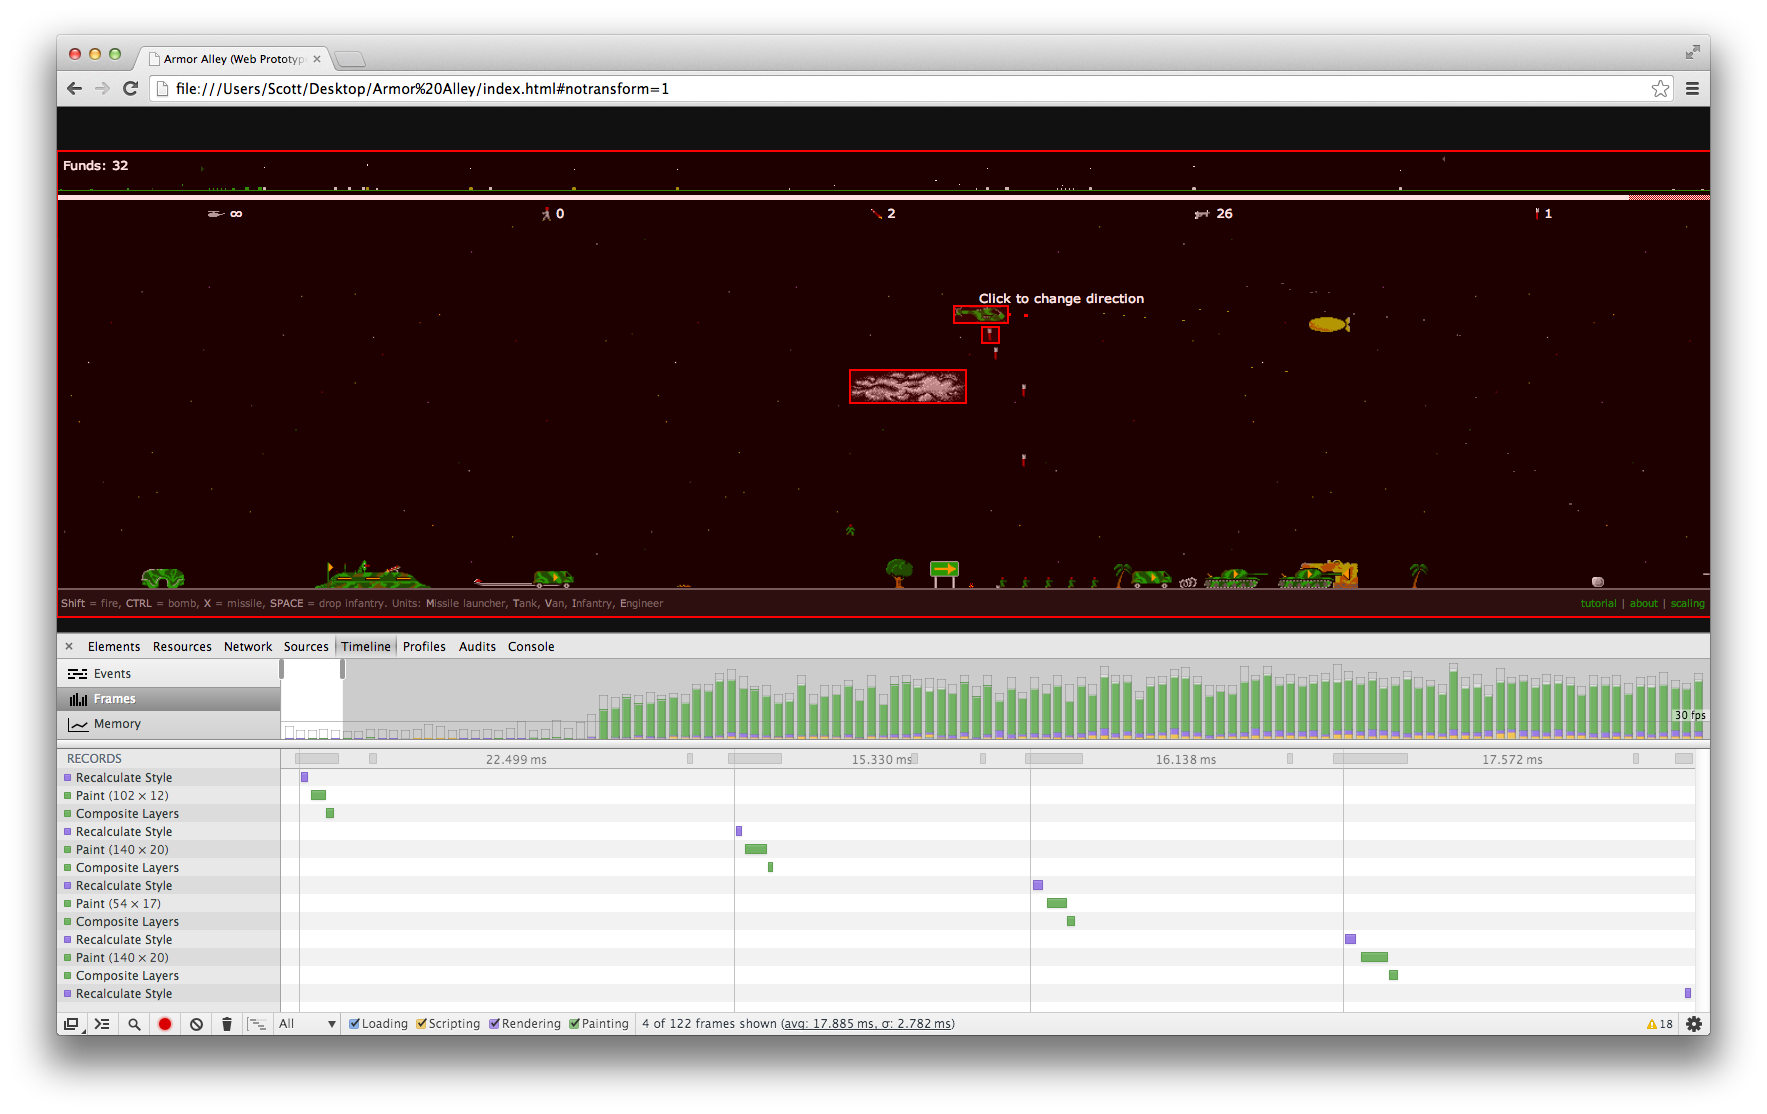 Armor Alley (Web Prototyp
file:///Users/Scott/Desktop/Armor%20Alley/index.html#notransform=1
Funds: 32
∞ 0 2 26 1
Click to change direction
Shift = fire, CTRL = bomb, X = missile, SPACE = drop infantry. Units: Missile launcher, Tank, Van, Infantry, Engineer
tutorial | about | scaling
× Elements Resources Network Sources Timeline Profiles Audits Console
Events
Frames
Memory
30 fps
RECORDS
22.499 ms 15.330 ms 16.138 ms 17.572 ms
Recalculate Style
Paint (102 × 12)
Composite Layers
Recalculate Style
Paint (140 × 20)
Composite Layers
Recalculate Style
Paint (54 × 17)
Composite Layers
Recalculate Style
Paint (140 × 20)
Composite Layers
Recalculate Style
All Loading Scripting Rendering Painting 4 of 122 frames shown (avg: 17.885 ms, σ: 2.782 ms) 18